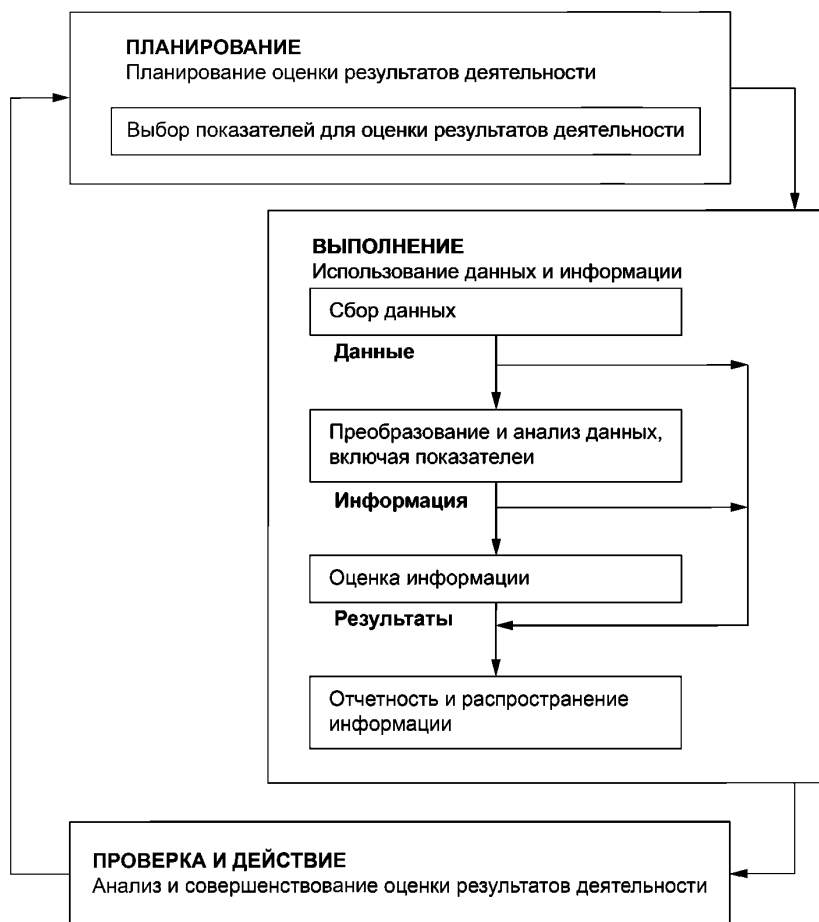 ПЛАНИРОВАНИЕ
Планирование оценки результатов деятельности
Выбор показателей для оценки результатов деятельности
ВЫПОЛНЕНИЕ
Использование данных и информации
Сбор данных
Данные
Преобразование и анализ данных,
включая показателеи
Информация
Оценка информации
Результаты
Отчетность и распространение
информации
ПРОВЕРКА И ДЕЙСТВИЕ
Анализ и совершенствование оценки результатов деятельности